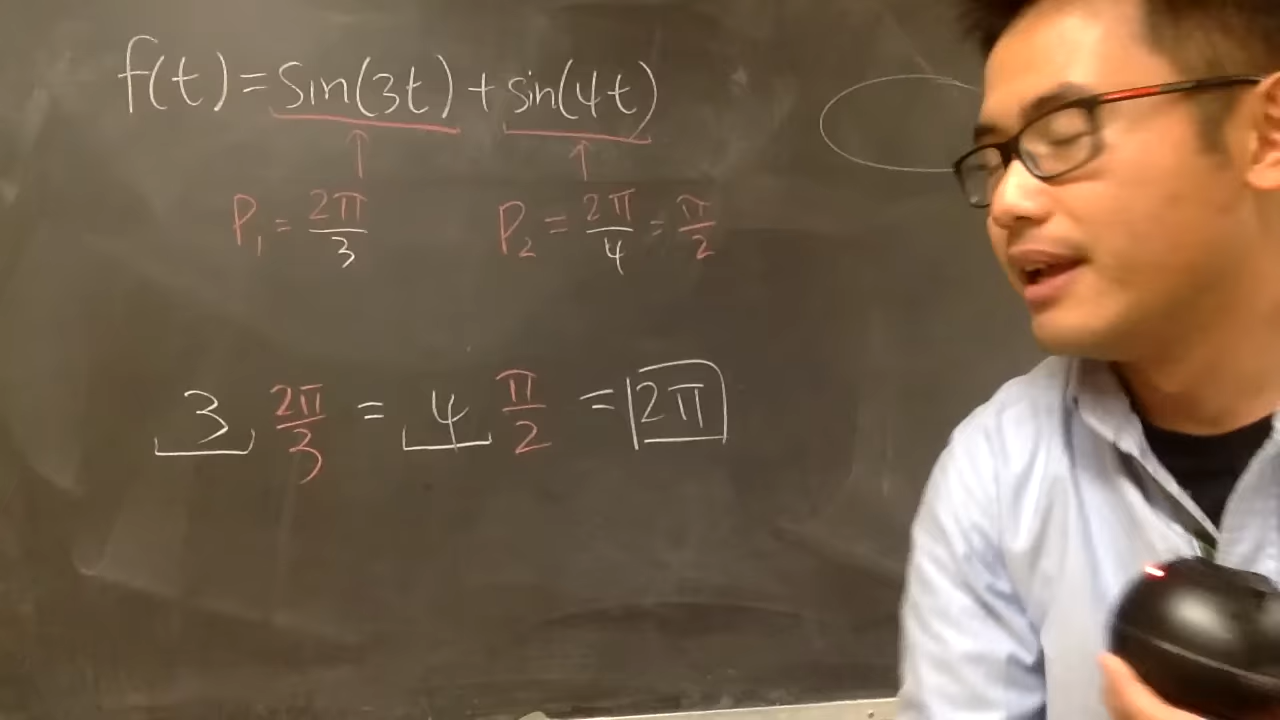 f(t) = sin(3t) + sin(4t)
P₁ = 2π/3 P₂ = 2π/4 = π/2
3 2π/3 = 4 π/2 = 2π